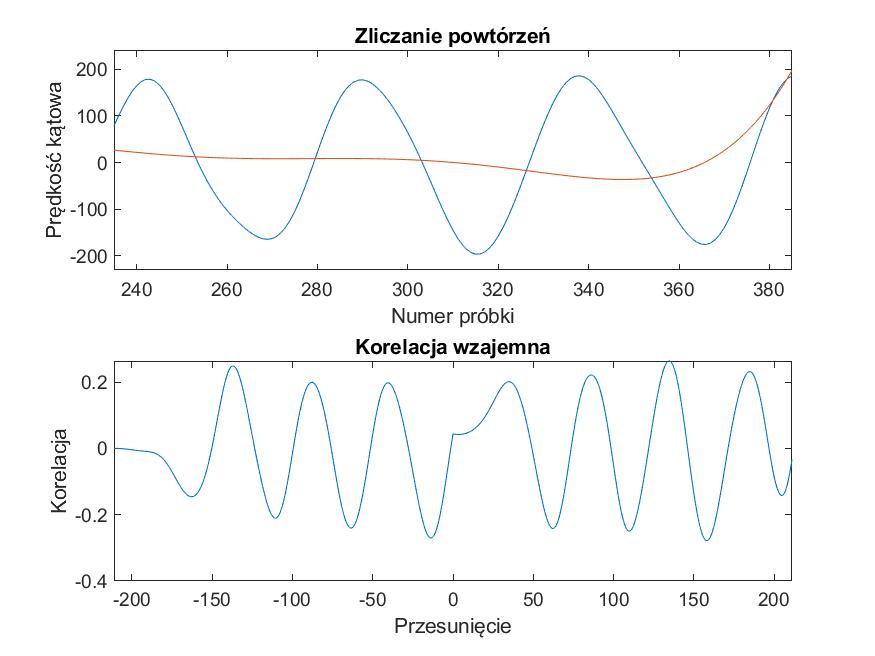 Zliczanie powtórzeń
Prędkość kątowa
200
100
0
-100
-200
240 260 280 300 320 340 360 380
Numer próbki
Korelacja wzajemna
Korelacja
0.2
0
-0.2
-0.4
-200 -150 -100 -50 0 50 100 150 200
Przesunięcie